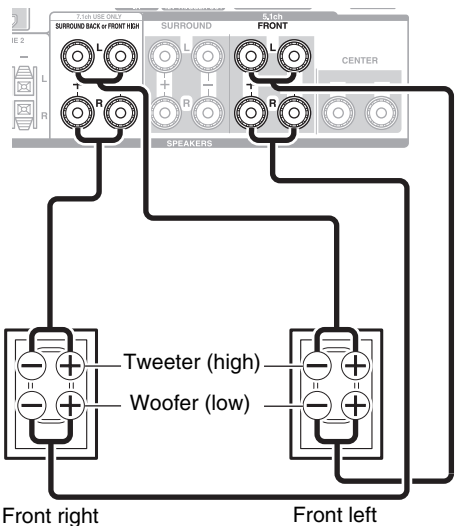 7.1ch USE ONLY
SURROUND BACK or FRONT HIGH
SURROUND
5.1ch
FRONT
CENTER
E 2
L
L
L
L
R
R
R
R
SPEAKERS
Tweeter (high)
Woofer (low)
Front right
Front left